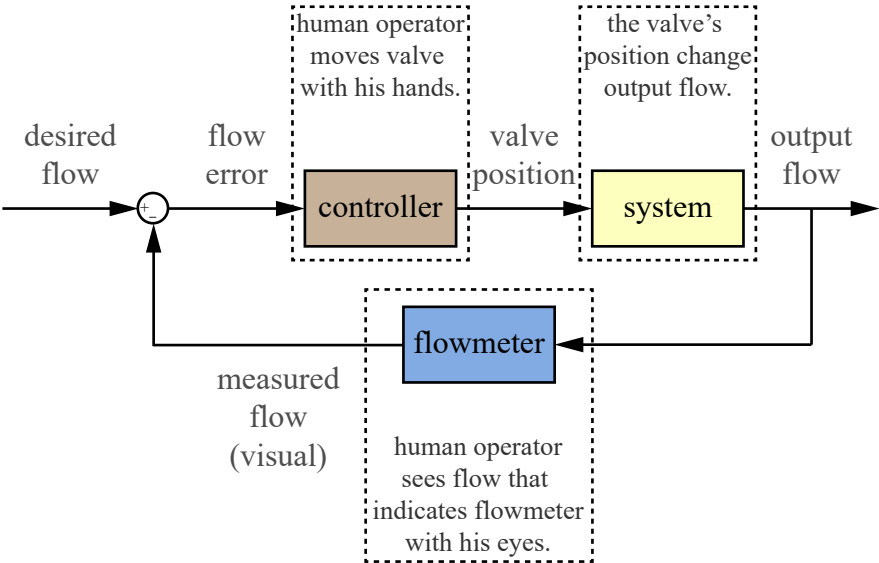 human operator
moves valve
with his hands.
the valve's
position change
output flow.
desired
flow
flow
error
valve
position
output
flow
+
−
controller
system
flowmeter
measured
flow
(visual)
human operator
sees flow that
indicates flowmeter
with his eyes.